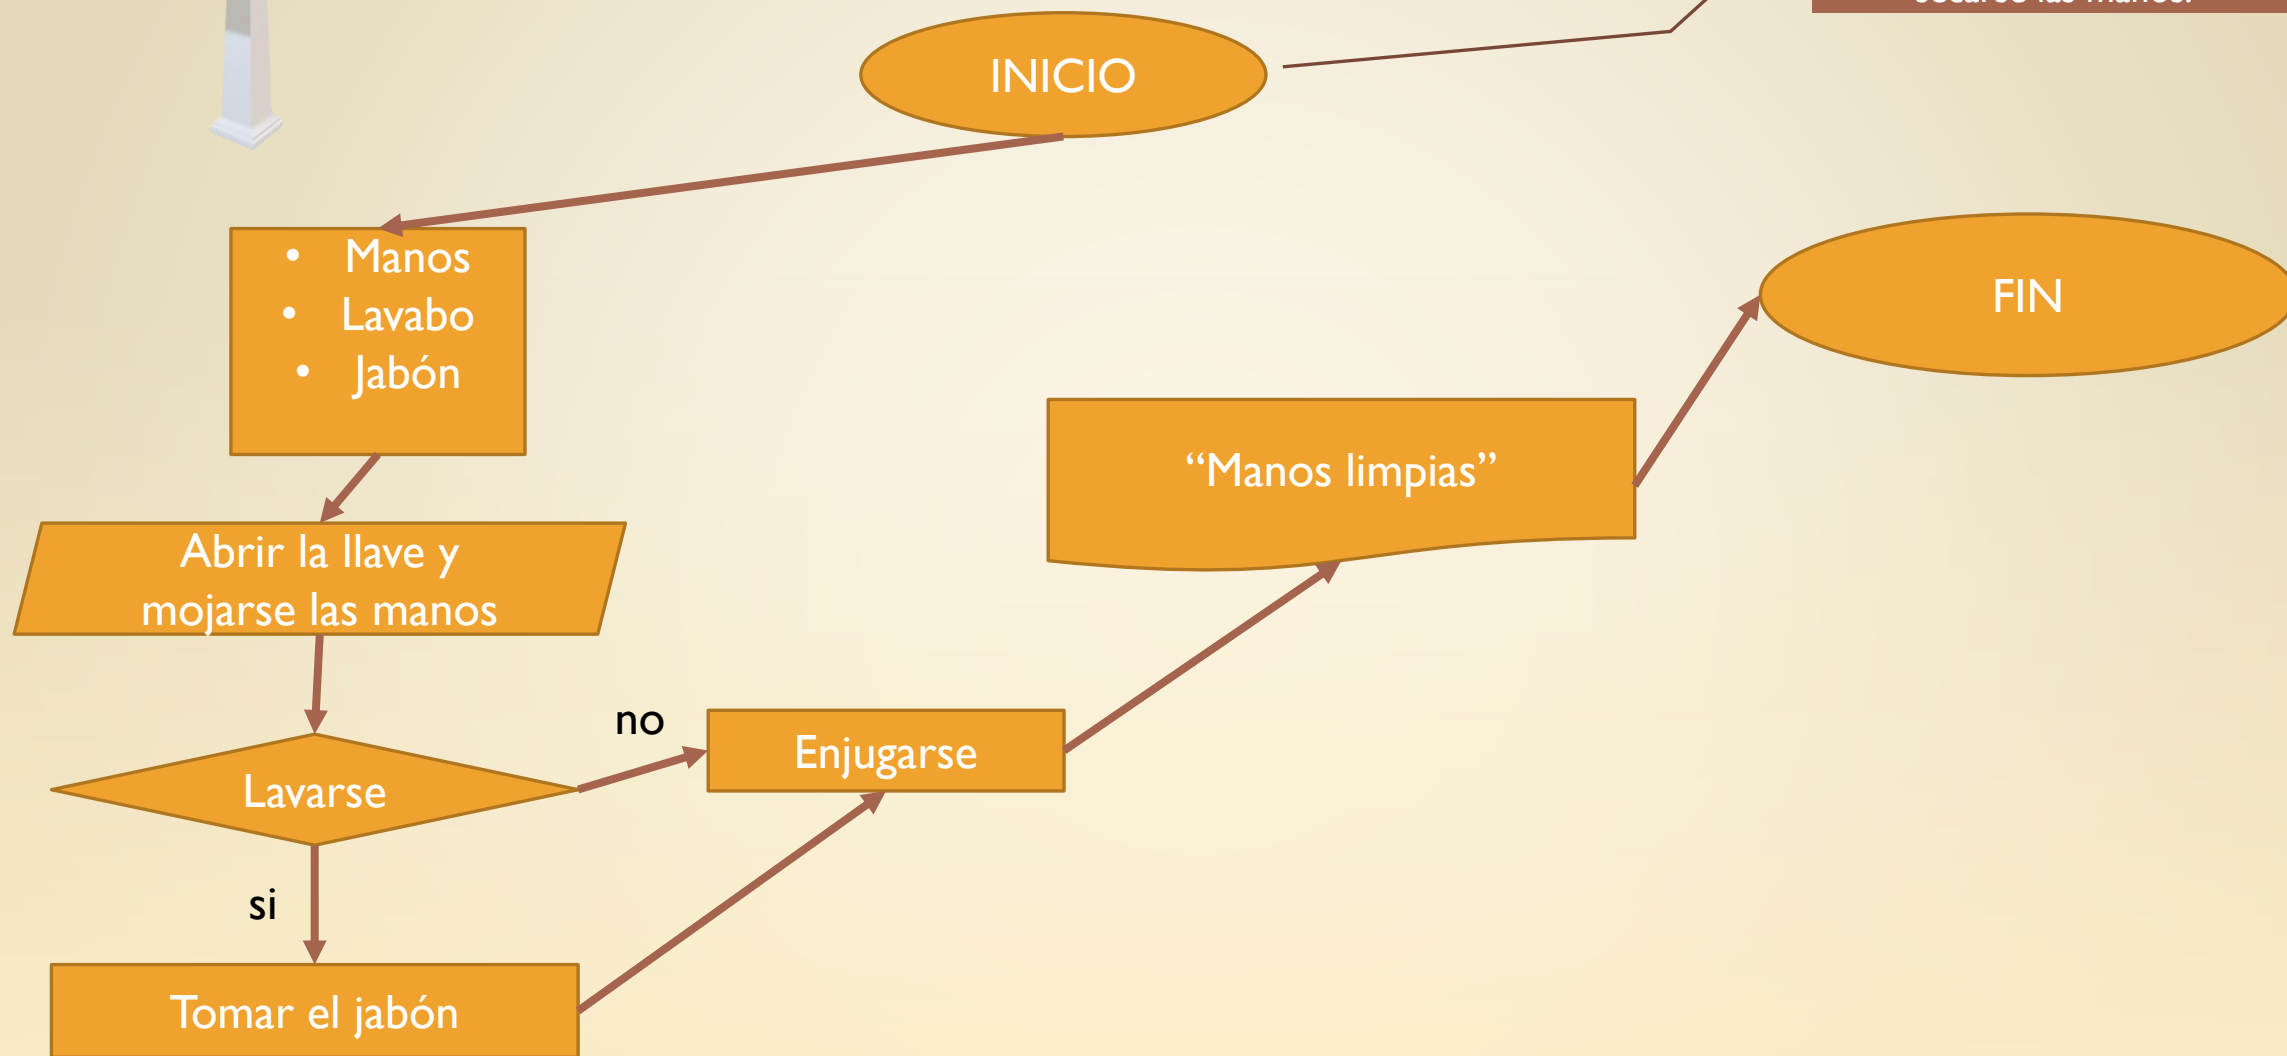 INICIO
• Manos
• Lavabo
• Jabón
FIN
“Manos limpias”
Abrir la llave y
mojarse las manos
no
Enjugarse
Lavarse
si
Tomar el jabón